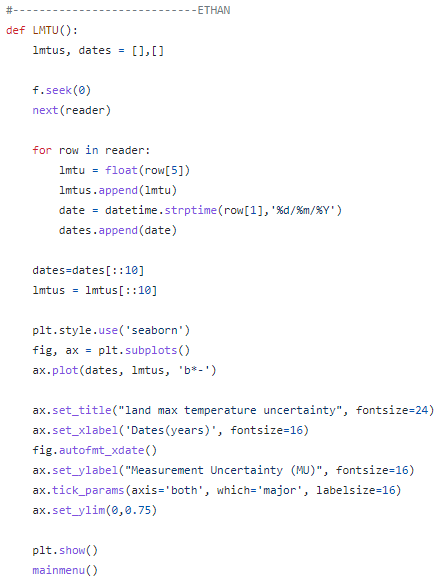 #----------------------------ETHAN
def LMTU():
    lmtus, dates = [],[]

    f.seek(0)
    next(reader)

    for row in reader:
        lmtu = float(row[5])
        lmtus.append(lmtu)
        date = datetime.strptime(row[1],'%d/%m/%Y')
        dates.append(date)

    dates=dates[::10]
    lmtus = lmtus[::10]

    plt.style.use('seaborn')
    fig, ax = plt.subplots()
    ax.plot(dates, lmtus, 'b*-')

    ax.set_title("land max temperature uncertainty", fontsize=24)
    ax.set_xlabel('Dates(years)', fontsize=16)
    fig.autofmt_xdate()
    ax.set_ylabel("Measurement Uncertainty (MU)", fontsize=16)
    ax.tick_params(axis='both', which='major', labelsize=16)
    ax.set_ylim(0,0.75)

    plt.show()
    mainmenu()